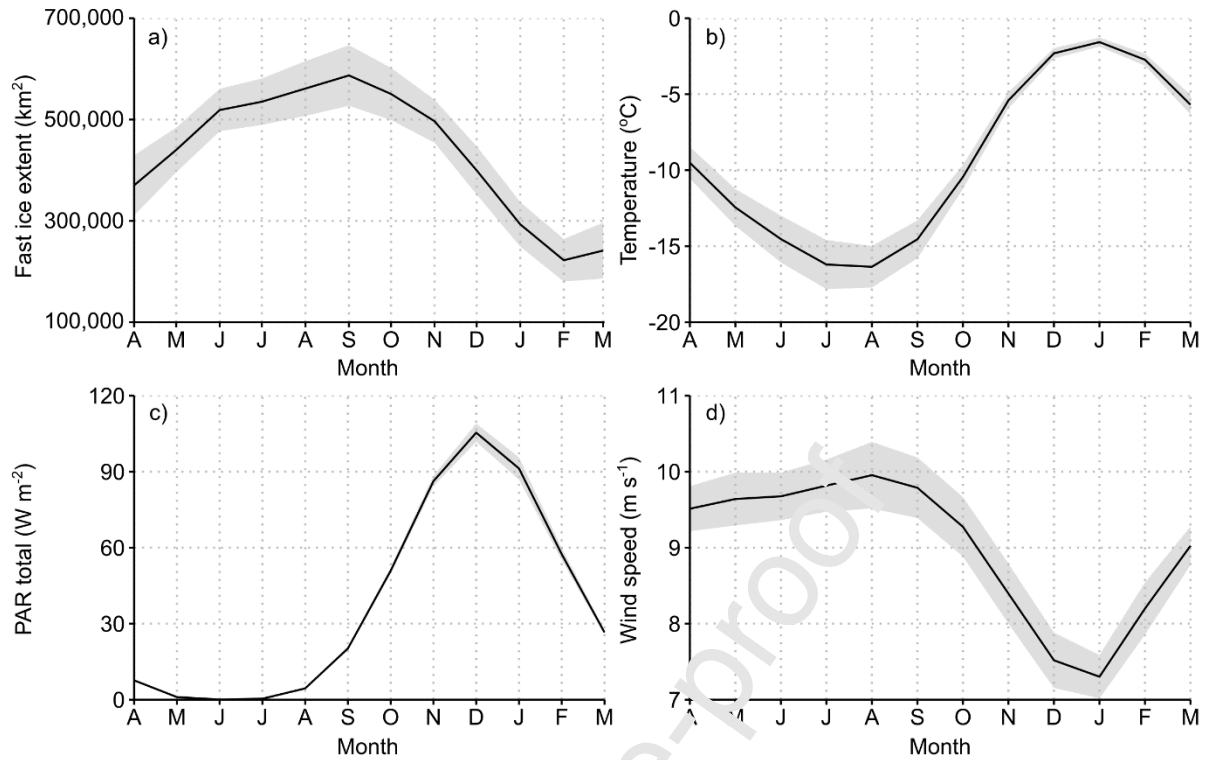 a)
700,000
500,000
300,000
100,000
Fast ice extent (km²)
A M J J A S O N D J F M
Month
b)
0
-5
-10
-15
-20
Temperature (ºC)
A M J J A S O N D J F M
Month
c)
120
90
60
30
0
PAR total (W m⁻²)
A M J J A S O N D J F M
Month
d)
11
10
9
8
7
Wind speed (m s⁻¹)
A M J J A S O N D J F M
Month
e-proof